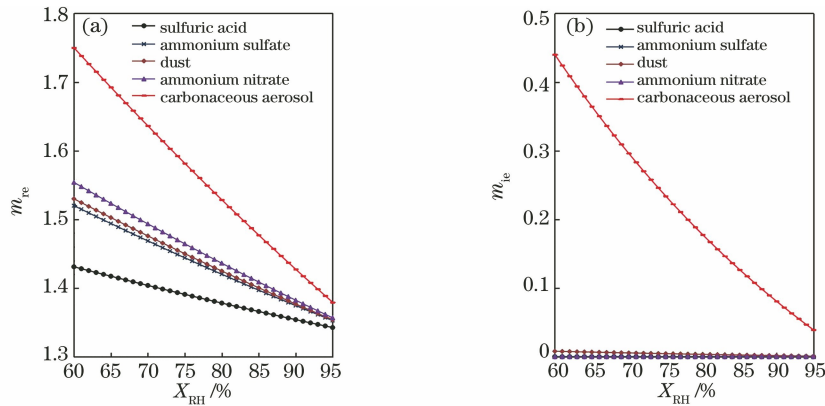 (a)
sulfuric acid
ammonium sulfate
dust
ammonium nitrate
carbonaceous aerosol
1.8
1.7
1.6
1.5
1.4
1.3
m_re
60 65 70 75 80 85 90 95
X_RH /%
(b)
sulfuric acid
ammonium sulfate
dust
ammonium nitrate
carbonaceous aerosol
0.5
0.4
0.3
0.2
0.1
0
m_ie
60 65 70 75 80 85 90 95
X_RH /%